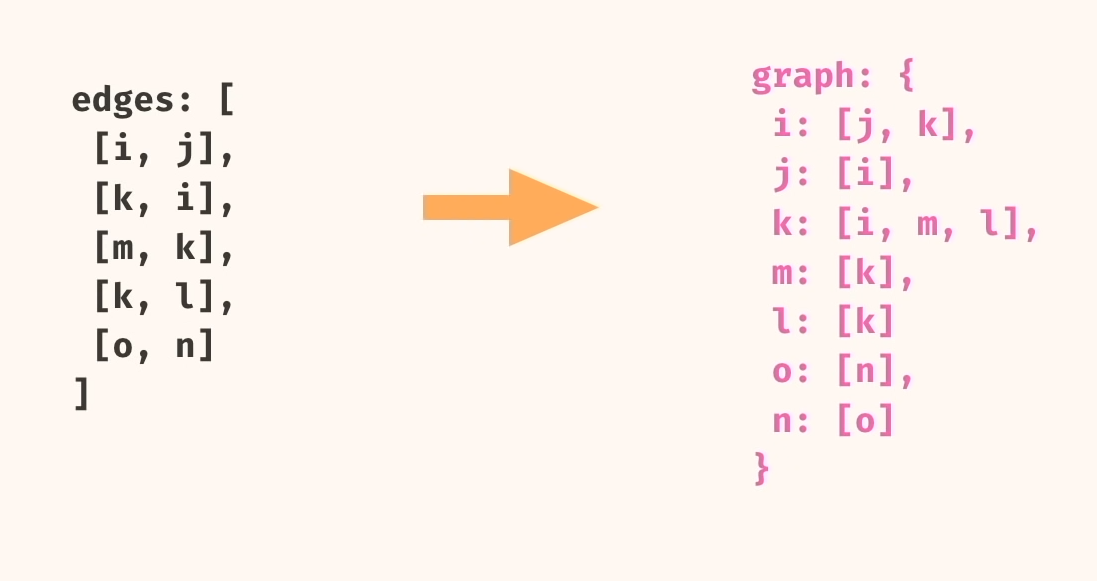 edges: [
[i, j],
[k, i],
[m, k],
[k, l],
[o, n]
]
graph: {
i: [j, k],
j: [i],
k: [i, m, l],
m: [k],
l: [k]
o: [n],
n: [o]
}